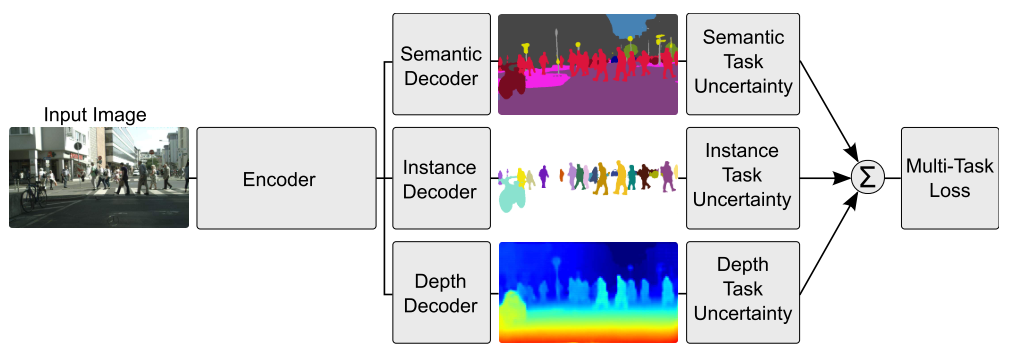 Input Image
Encoder
Semantic
Decoder
Instance
Decoder
Depth
Decoder
Semantic
Task
Uncertainty
Instance
Task
Uncertainty
Depth
Task
Uncertainty
Σ
Multi-Task
Loss